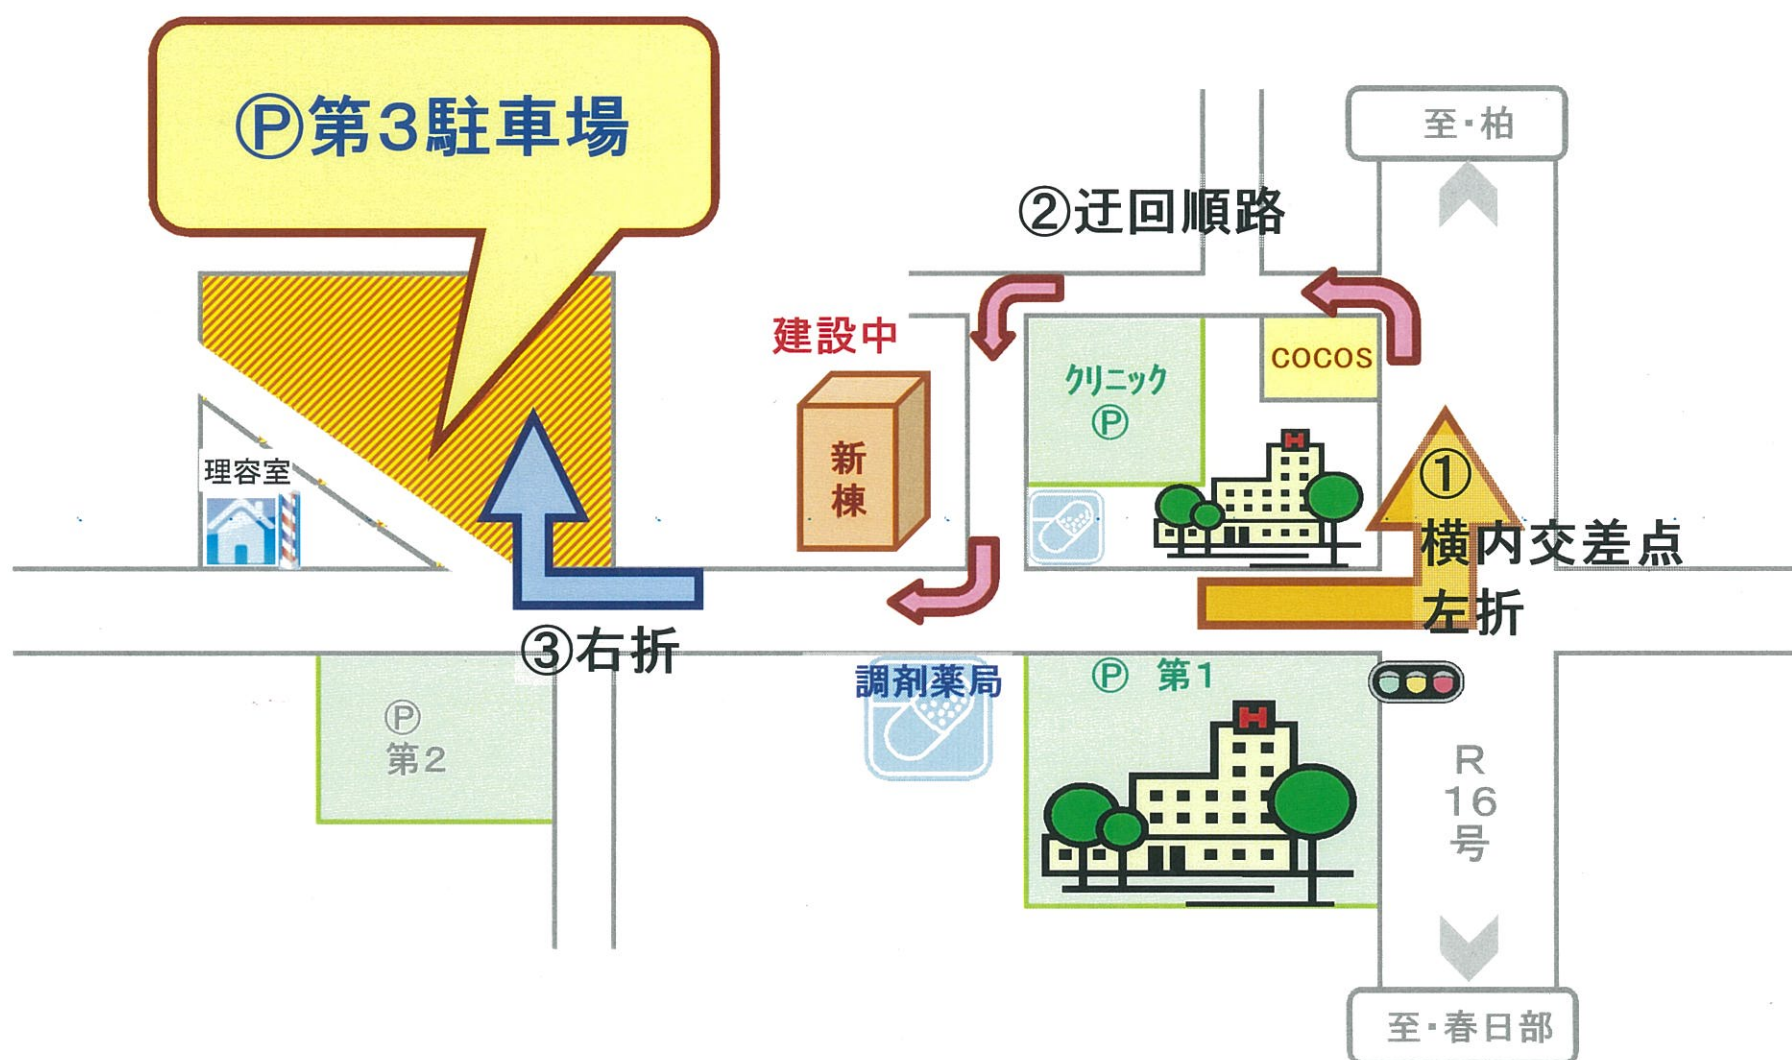 Ⓟ第3駐車場
至・柏
②迂回順路
建設中
COCOS
クリニック
Ⓟ
新
棟
理容室
①
横内交差点
左折
③右折
調剤薬局
Ⓟ 第1
Ⓟ
第2
R
16
号
至・春日部
H
H